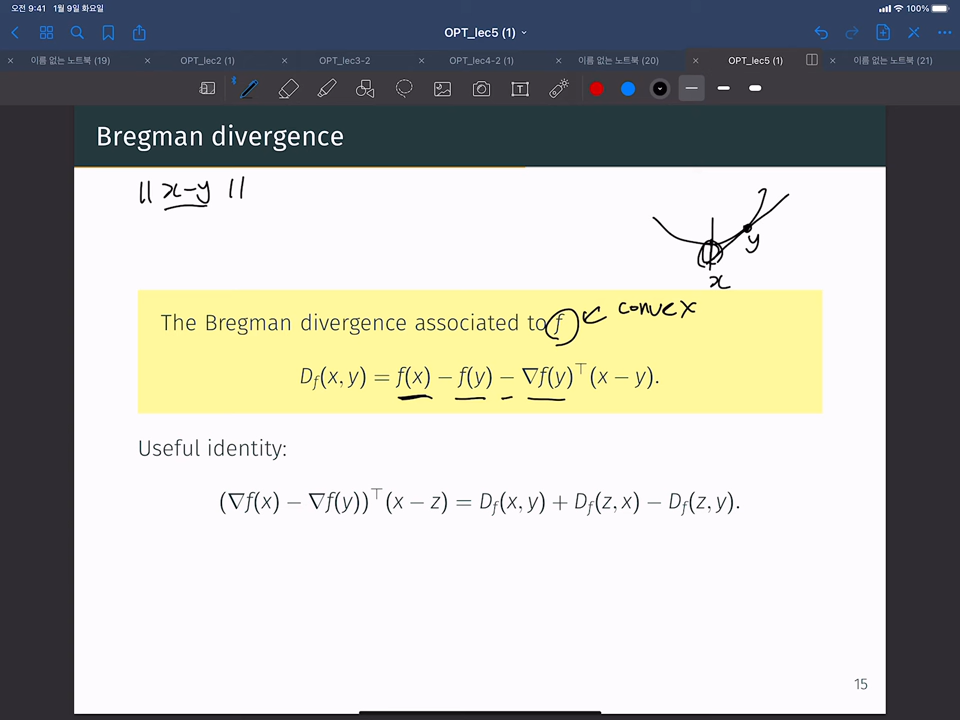 오전 9:41 1월 9일 화요일 100%
OPT_lec5 (1)
이름 없는 노트북 (19) OPT_lec2 (1) OPT_lec3-2 OPT_lec4-2 (1) 이름 없는 노트북 (20) OPT_lec5 (1) 이름 없는 노트북 (21)
Bregman divergence
|| x-y ||
y
x
convex
The Bregman divergence associated to f
D_f(x, y) = f(x) − f(y) − ∇f(y)^⊤(x − y).
Useful identity:
(∇f(x) − ∇f(y))^⊤(x − z) = D_f(x, y) + D_f(z, x) − D_f(z, y).
15